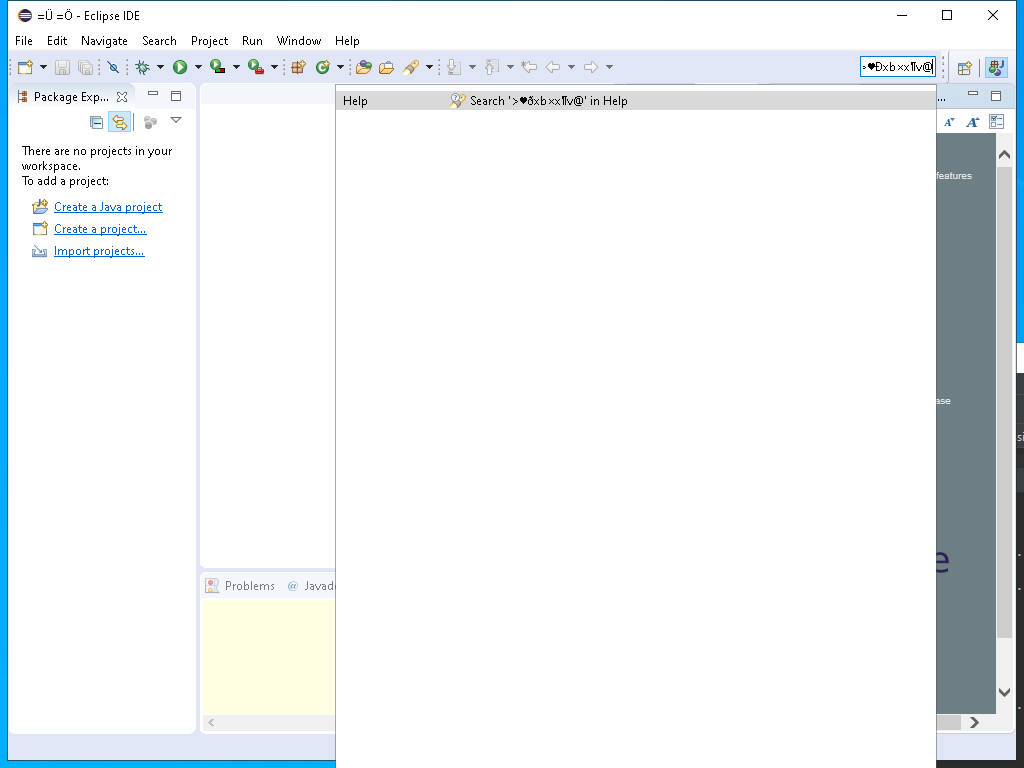 =Ü =Ö - Eclipse IDE
File Edit Navigate Search Project Run Window Help
>♥Ðxb×x¶v@
Package Exp...
There are no projects in your
workspace.
To add a project:
Create a Java project
Create a project...
Import projects...
Help Search '>♥ðxb×x¶v@' in Help
...
features
ase
e
si
Problems @ Javad